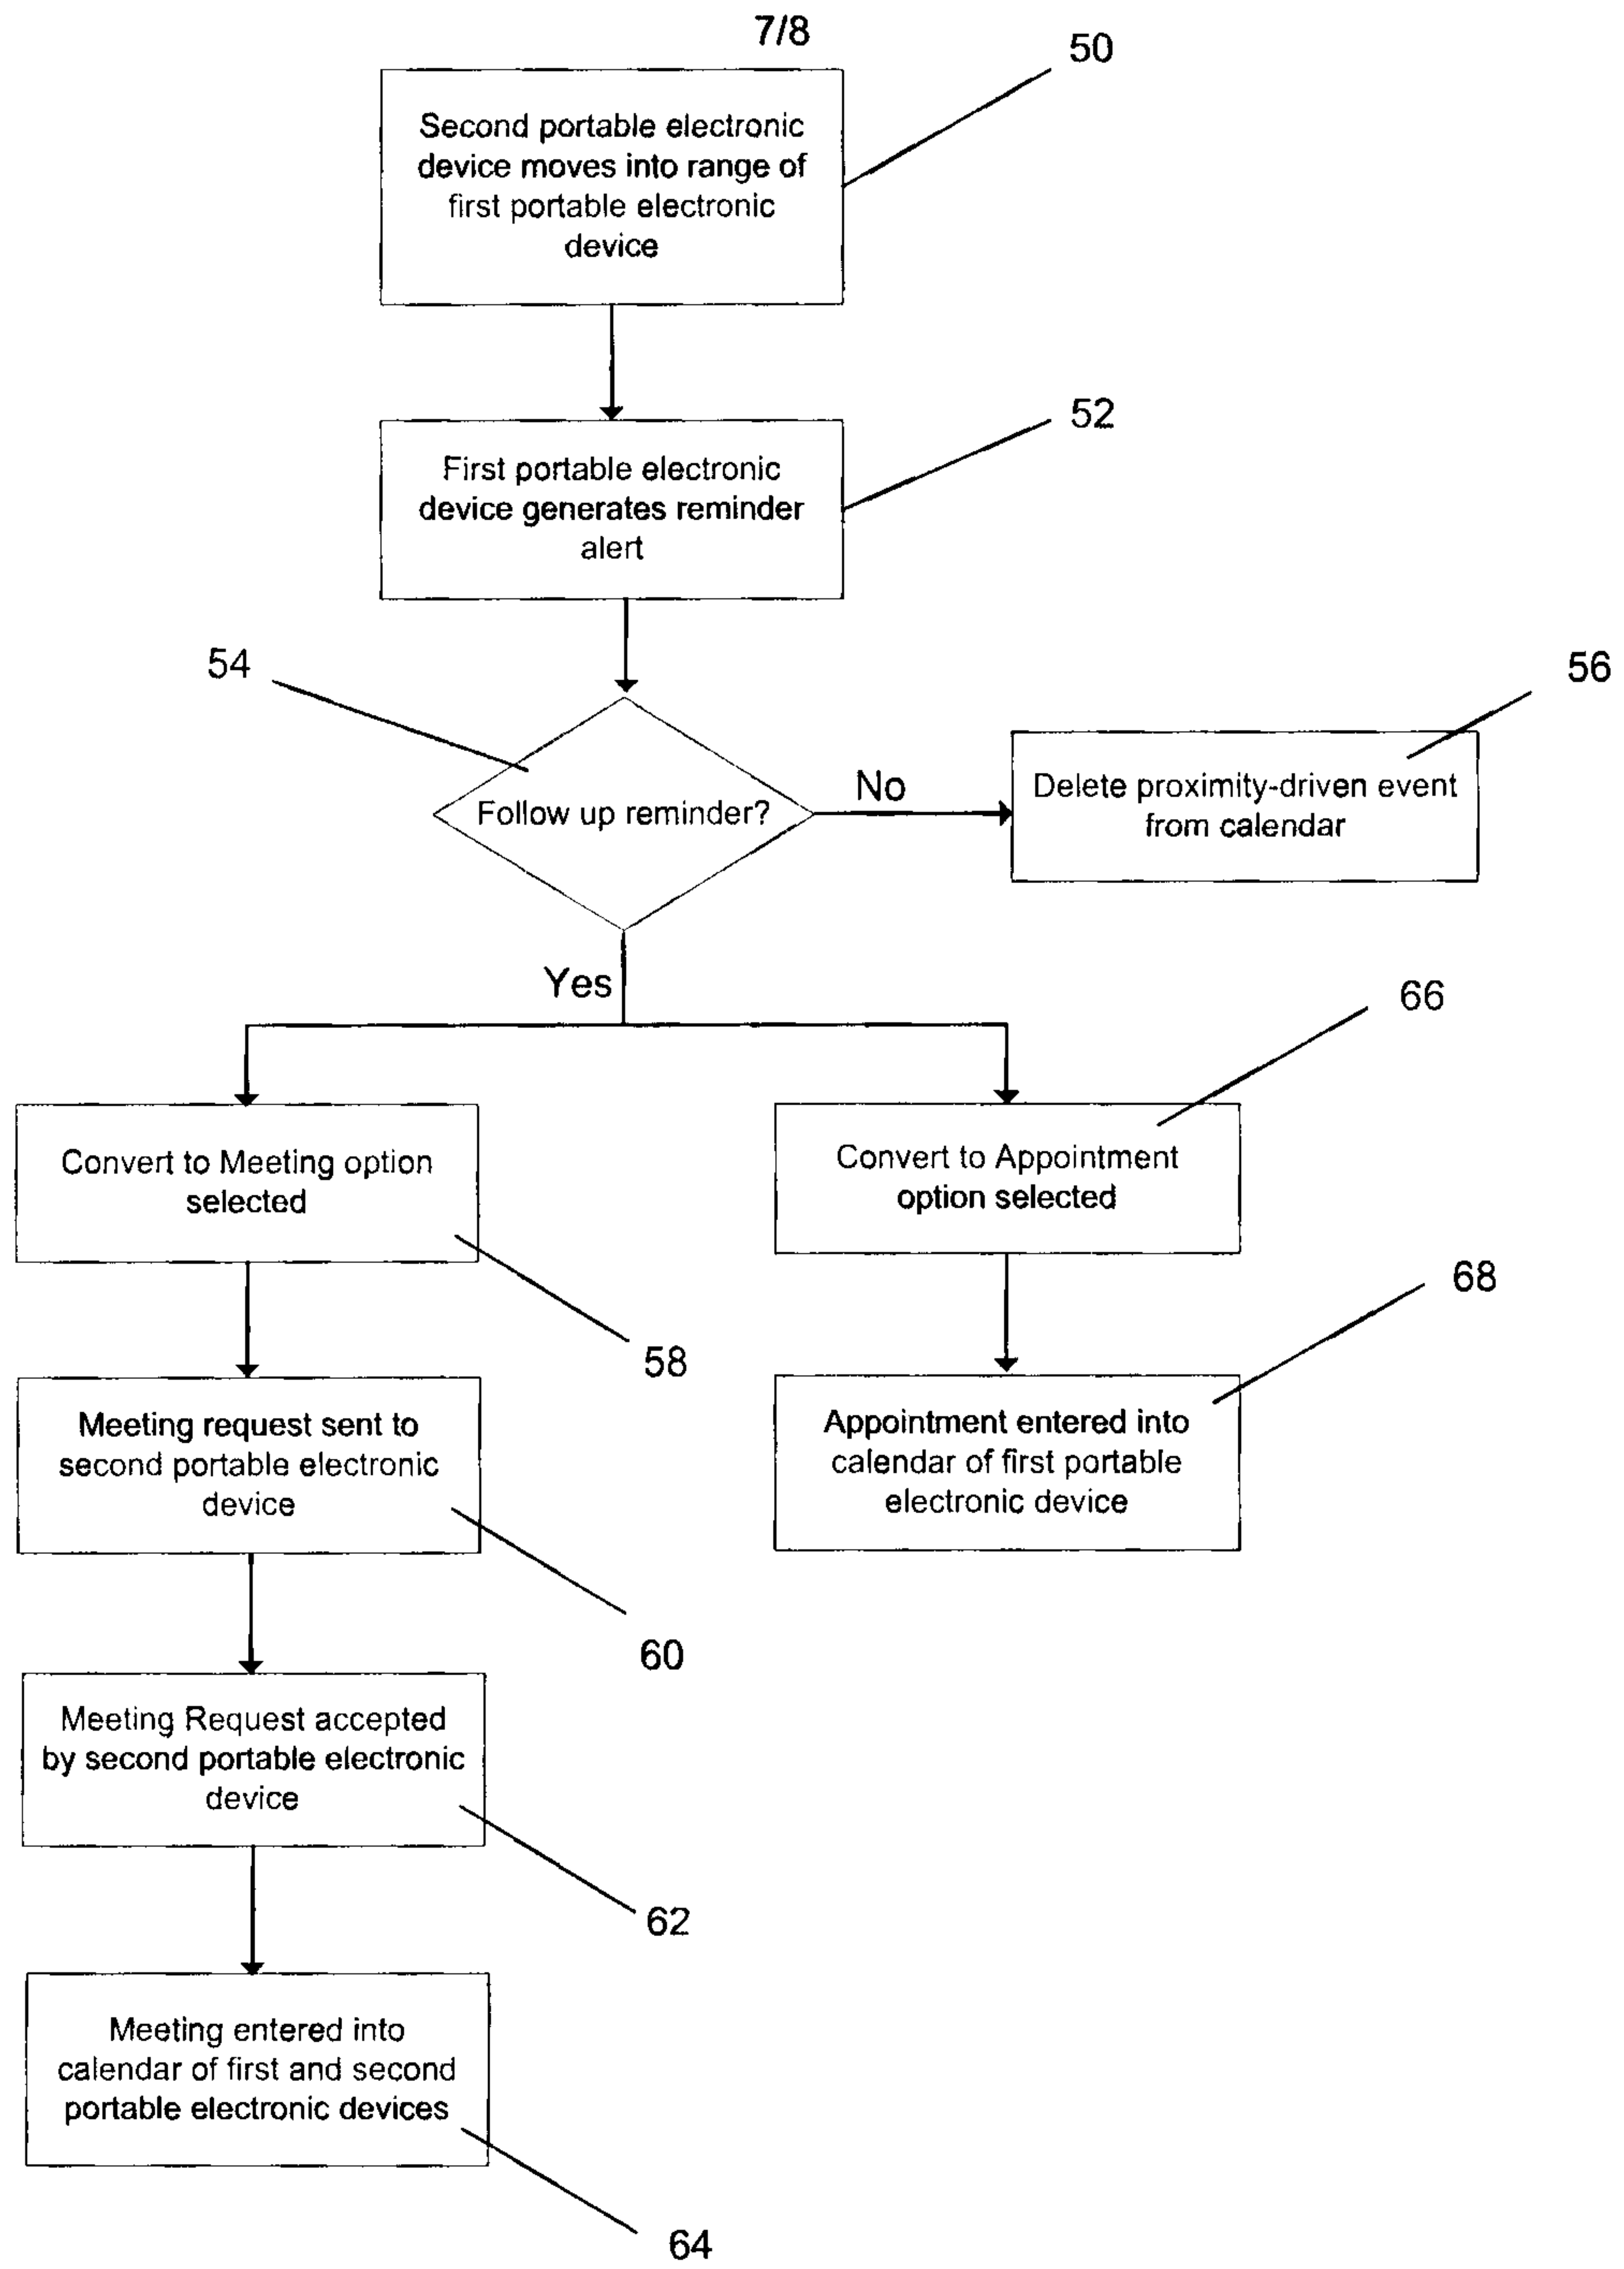 7/8
50
Second portable electronic
device moves into range of
first portable electronic
device
52
First portable electronic
device generates reminder
alert
54
56
Follow up reminder?
No
Delete proximity-driven event
from calendar
Yes
66
Convert to Meeting option
selected
Convert to Appointment
option selected
58
68
Meeting request sent to
second portable electronic
device
Appointment entered into
calendar of first portable
electronic device
60
Meeting Request accepted
by second portable electronic
device
62
Meeting entered into
calendar of first and second
portable electronic devices
64